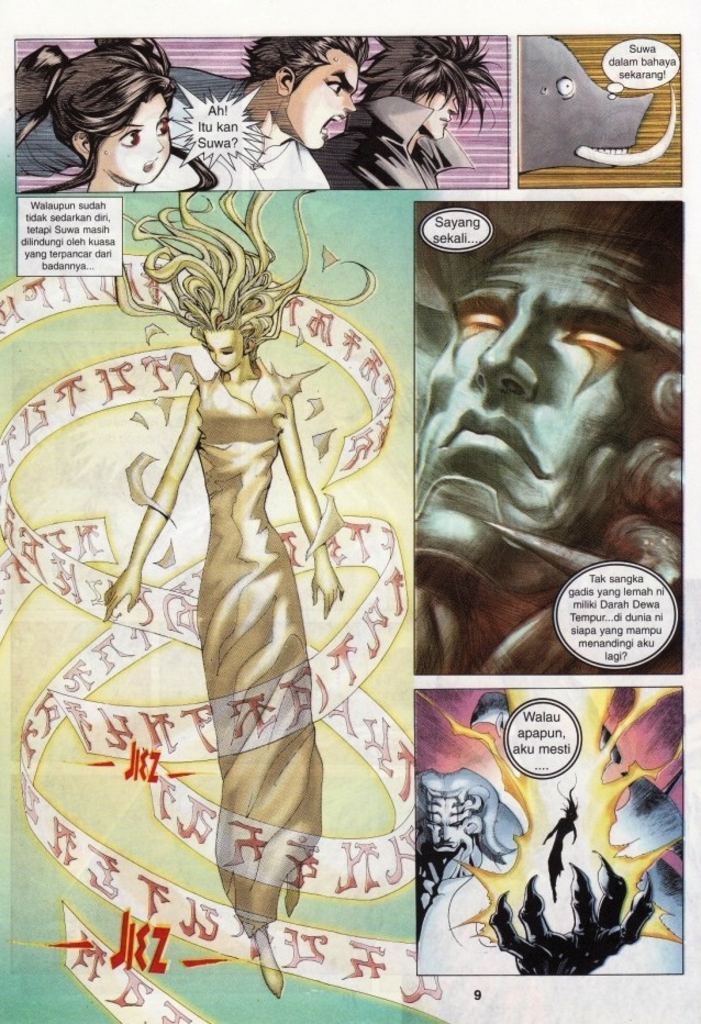 Ah!
Itu kan
Suwa?
Suwa
dalam bahaya
sekarang!
Walaupun sudah
tidak sedarkan diri,
tetapi Suwa masih
dilindungi oleh kuasa
yang terpancar dari
badannya...
Sayang
sekali....
Tak sangka
gadis yang lemah ni
miliki Darah Dewa
Tempur...di dunia ni
siapa yang mampu
menandingi aku
lagi?
JIEZ
JIEZ
Walau
apapun,
aku mesti
....
9